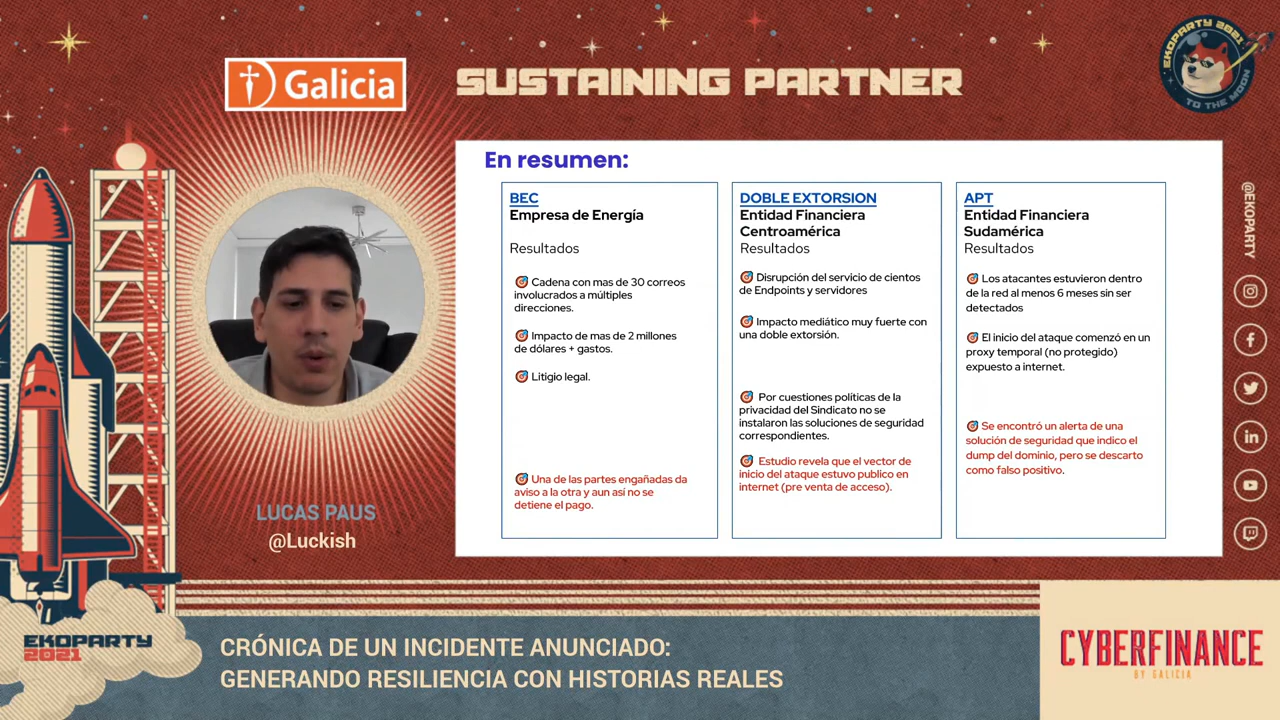 Galicia
SUSTAINING PARTNER
EKOPARTY 2021
TO THE MOON
En resumen:
BEC
Empresa de Energía
Resultados
Cadena con mas de 30 correos
involucrados a múltiples
direcciones.
Impacto de mas de 2 millones
de dólares + gastos.
Litigio legal.
Una de las partes engañadas da
aviso a la otra y aun así no se
detiene el pago.
DOBLE EXTORSION
Entidad Financiera
Centroamérica
Resultados
Disrupción del servicio de cientos
de Endpoints y servidores
Impacto mediático muy fuerte con
una doble extorsión.
Por cuestiones políticas de la
privacidad del Sindicato no se
instalaron las soluciones de seguridad
correspondientes.
Estudio revela que el vector de
inicio del ataque estuvo publico en
internet (pre venta de acceso).
APT
Entidad Financiera
Sudamérica
Resultados
Los atacantes estuvieron dentro
de la red al menos 6 meses sin ser
detectados
El inicio del ataque comenzó en un
proxy temporal (no protegido)
expuesto a internet.
Se encontró un alerta de una
solución de seguridad que indico el
dump del dominio, pero se descarto
como falso positivo.
@EKOPARTY
LUCAS PAUS
@Luckish
EKOPARTY
2021
CRÓNICA DE UN INCIDENTE ANUNCIADO:
GENERANDO RESILIENCIA CON HISTORIAS REALES
CYBERFINANCE
BY GALICIA